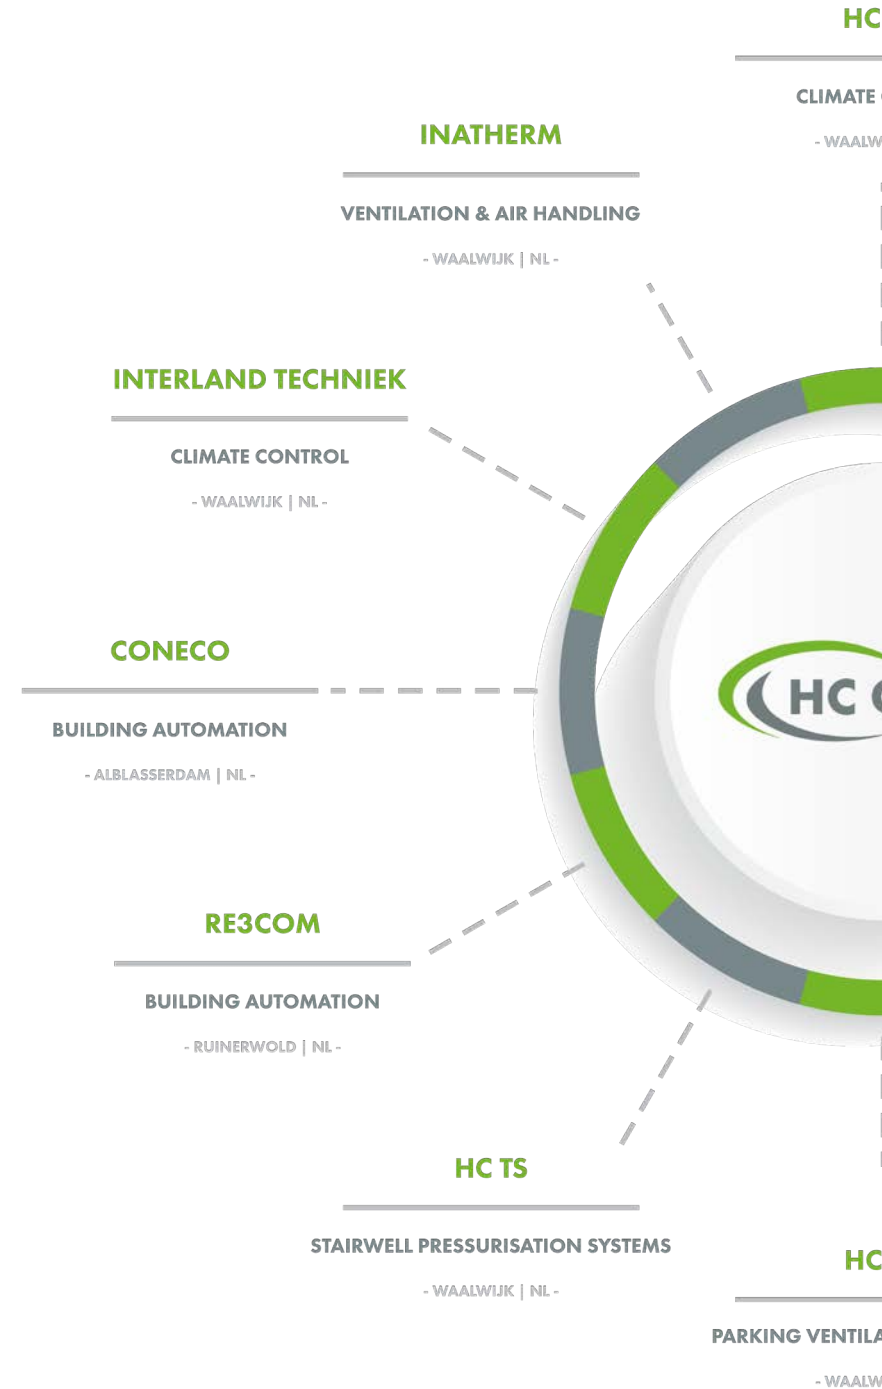 HC
CLIMATE
- WAALW
INATHERM
VENTILATION & AIR HANDLING
- WAALWIJK | NL -
INTERLAND TECHNIEK
CLIMATE CONTROL
- WAALWIJK | NL -
HC
CONECO
BUILDING AUTOMATION
- ALBLASSERDAM | NL -
RE3COM
BUILDING AUTOMATION
- RUINERWOLD | NL -
HC TS
STAIRWELL PRESSURISATION SYSTEMS
- WAALWIJK | NL -
HC
PARKING VENTILA
- WAALW